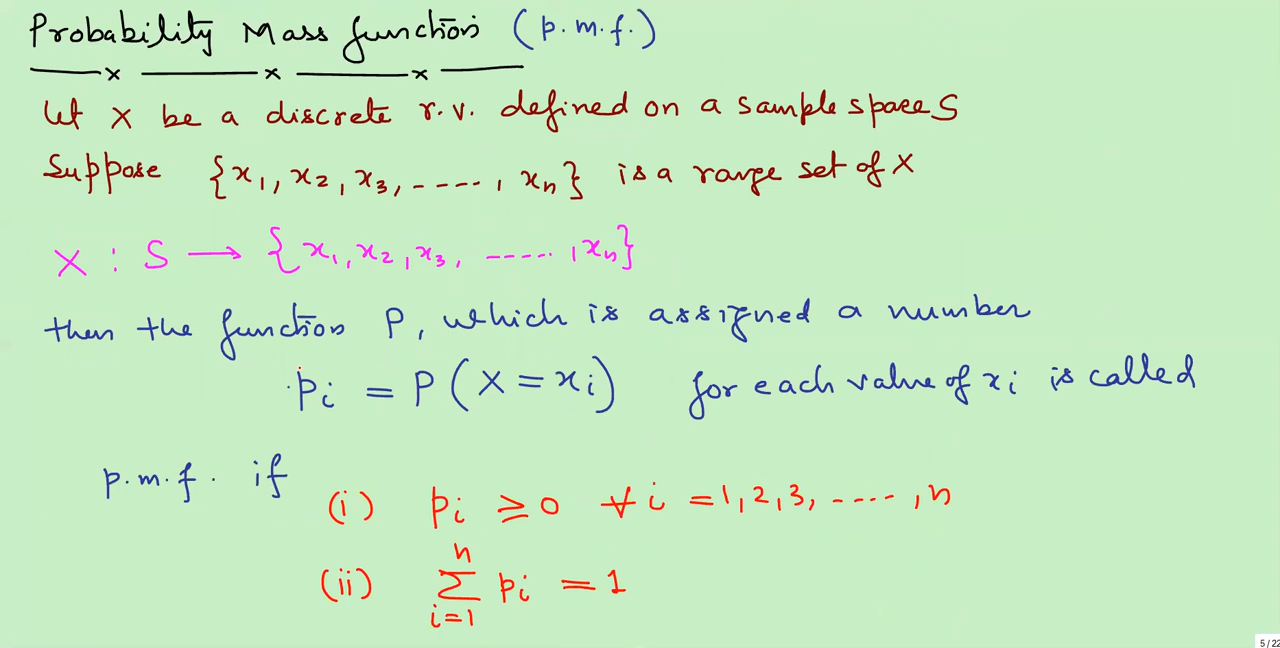 Probability Mass function (p.m.f.)
Let X be a discrete r.v. defined on a sample space S
Suppose {x₁, x₂, x₃, -----, xₙ} is a range set of X
X : S → {x₁, x₂, x₃, ------, xₙ}
then the function P, which is assigned a number
pᵢ = P(X = xᵢ) for each value of xᵢ is called
p.m.f. if
(i) pᵢ ≥ 0 ∀ i = 1, 2, 3, -----, n
(ii) ∑ᵢ₌₁ⁿ pᵢ = 1
5 / 22